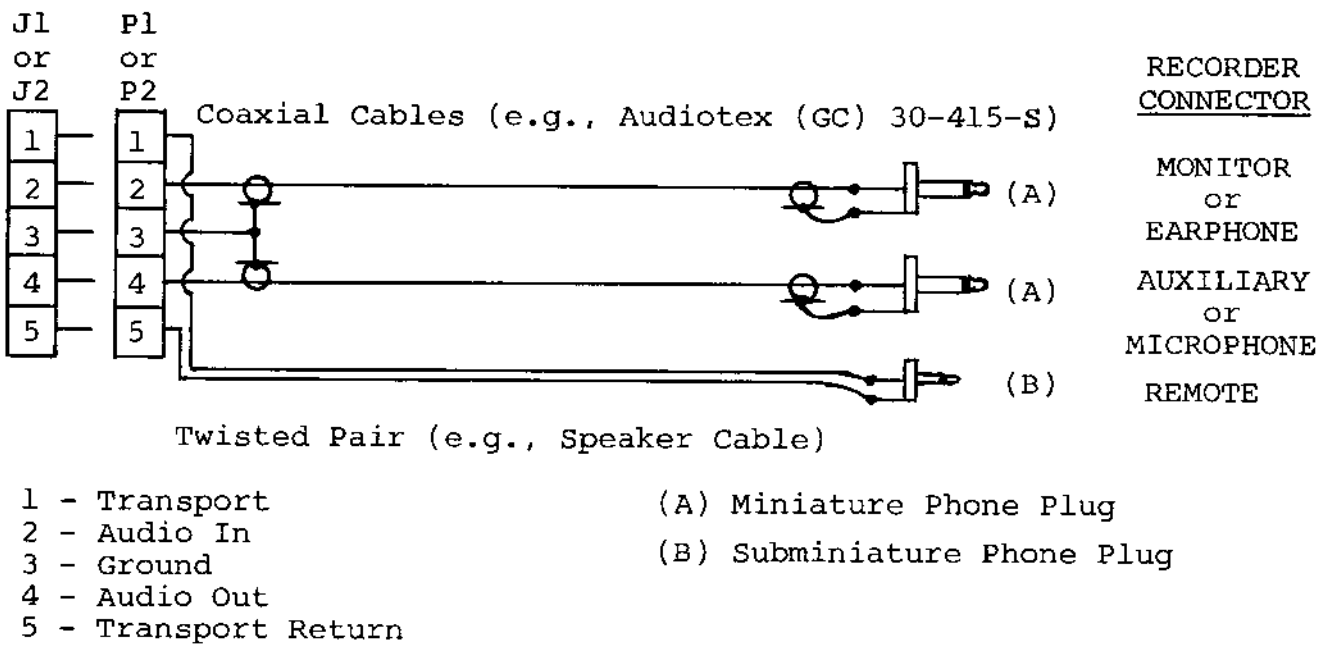 J1
or
J2
P1
or
P2
RECORDER
CONNECTOR
Coaxial Cables (e.g., Audiotex (GC) 30-415-S)
1
2
3
4
5
1
2
3
4
5
(A)
MONITOR
or
EARPHONE
(A)
AUXILIARY
or
MICROPHONE
(B)
REMOTE
Twisted Pair (e.g., Speaker Cable)
1 - Transport
2 - Audio In
3 - Ground
4 - Audio Out
5 - Transport Return
(A) Miniature Phone Plug
(B) Subminiature Phone Plug